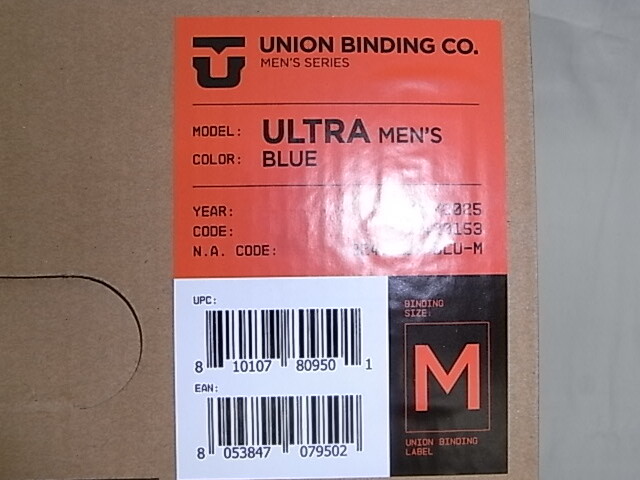 UNION BINDING CO.
MEN'S SERIES
MODEL: ULTRA MEN'S
COLOR: BLUE
YEAR:
CODE:
N.A. CODE:
UPC:
8 10107 80950 1
EAN:
8 053847 079502
BINDING
SIZE:
M
UNION BINDING
LABEL